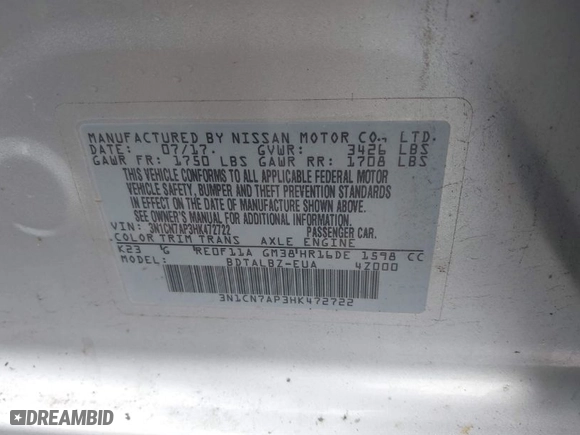 MANUFACTURED BY NISSAN MOTOR CO., LTD.
DATE: 07/17. GVWR: 3426 LBS
GAWR FR: 1750 LBS GAWR RR: 1708 LBS
THIS VEHICLE CONFORMS TO ALL APPLICABLE FEDERAL MOTOR
VEHICLE SAFETY, BUMPER AND THEFT PREVENTION STANDARDS
IN EFFECT ON THE DATE OF MANUFACTURE SHOWN ABOVE.
SEE OWNER'S MANUAL FOR ADDITIONAL INFORMATION.
VIN: 3N1CN7AP3HK472722 PASSENGER CAR.
COLOR TRIM TRANS AXLE ENGINE
K23 G RE0F11A GM38 HR16DE 1598 CC
MODEL: BDTALBZ-EUA 4Z000
3N1CN7AP3HK472722
DREAMBID